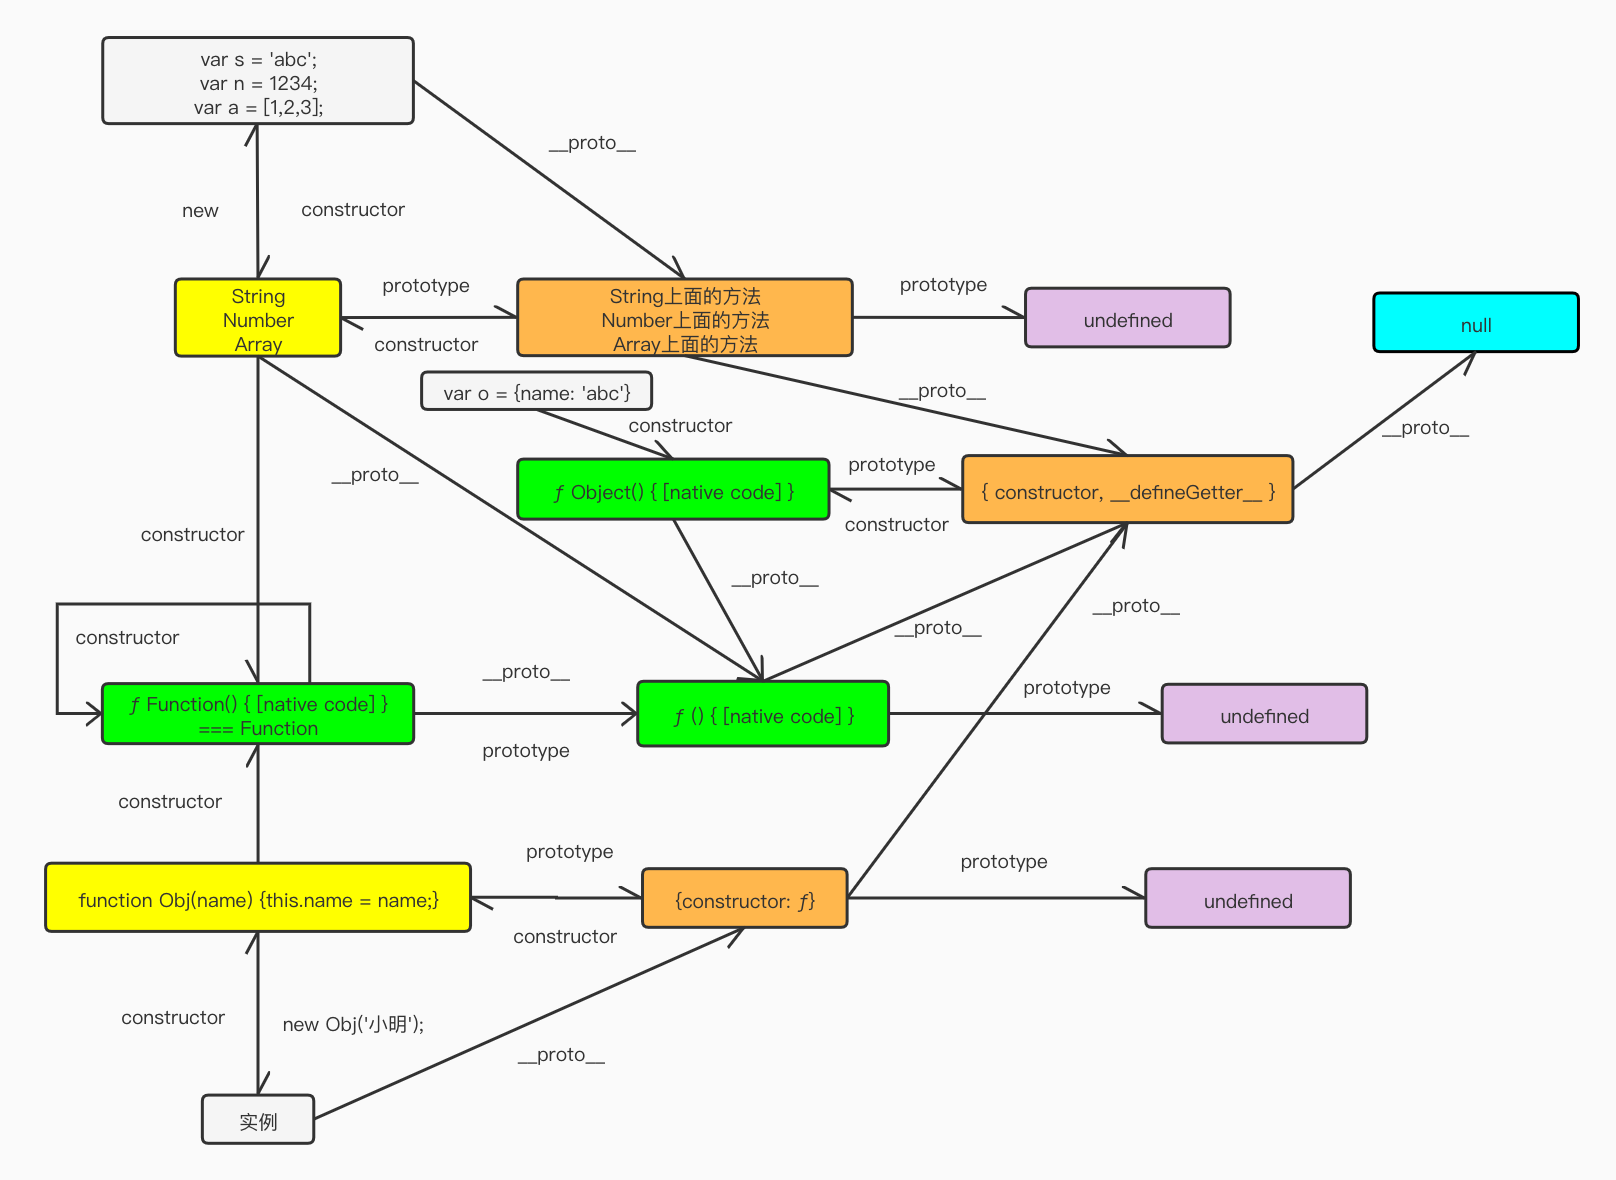 var s = 'abc';
var n = 1234;
var a = [1,2,3];
__proto__
new
constructor
String
Number
Array
prototype
constructor
String上面的方法
Number上面的方法
Array上面的方法
prototype
undefined
null
var o = {name: 'abc'}
constructor
__proto__
__proto__
__proto__
ƒ Object() { [native code] }
prototype
constructor
{ constructor, __defineGetter__ }
constructor
__proto__
__proto__
__proto__
constructor
ƒ Function() { [native code] }
=== Function
__proto__
prototype
ƒ () { [native code] }
prototype
undefined
constructor
function Obj(name) {this.name = name;}
prototype
constructor
{constructor: ƒ}
prototype
undefined
constructor
new Obj('小明');
__proto__
实例